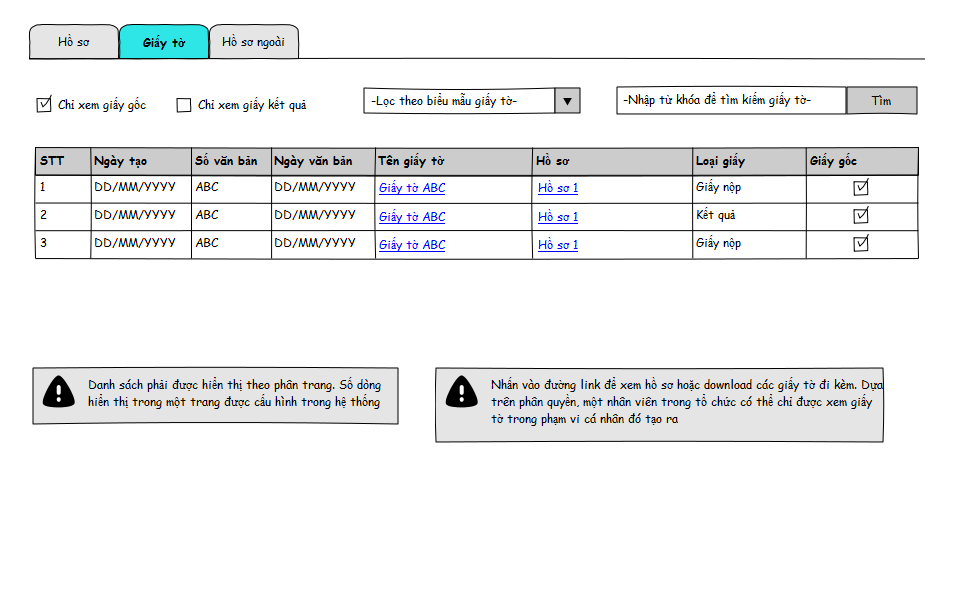 Hồ sơ Giấy tờ Hồ sơ ngoài
Chỉ xem giấy gốc Chỉ xem giấy kết quả -Lọc theo biểu mẫu giấy tờ- -Nhập từ khóa để tìm kiếm giấy tờ- Tìm
STT Ngày tạo Số văn bản Ngày văn bản Tên giấy tờ Hồ sơ Loại giấy Giấy gốc
1 DD/MM/YYYY ABC DD/MM/YYYY Giấy tờ ABC Hồ sơ 1 Giấy nộp
2 DD/MM/YYYY ABC DD/MM/YYYY Giấy tờ ABC Hồ sơ 1 Kết quả
3 DD/MM/YYYY ABC DD/MM/YYYY Giấy tờ ABC Hồ sơ 1 Giấy nộp
Danh sách phải được hiển thị theo phân trang. Số dòng
hiển thị trong một trang được cấu hình trong hệ thống
Nhấn vào đường link để xem hồ sơ hoặc download các giấy tờ đi kèm. Dựa
trên phân quyền, một nhân viên trong tổ chức có thể chỉ được xem giấy
tờ trong phạm vi cá nhân đó tạo ra